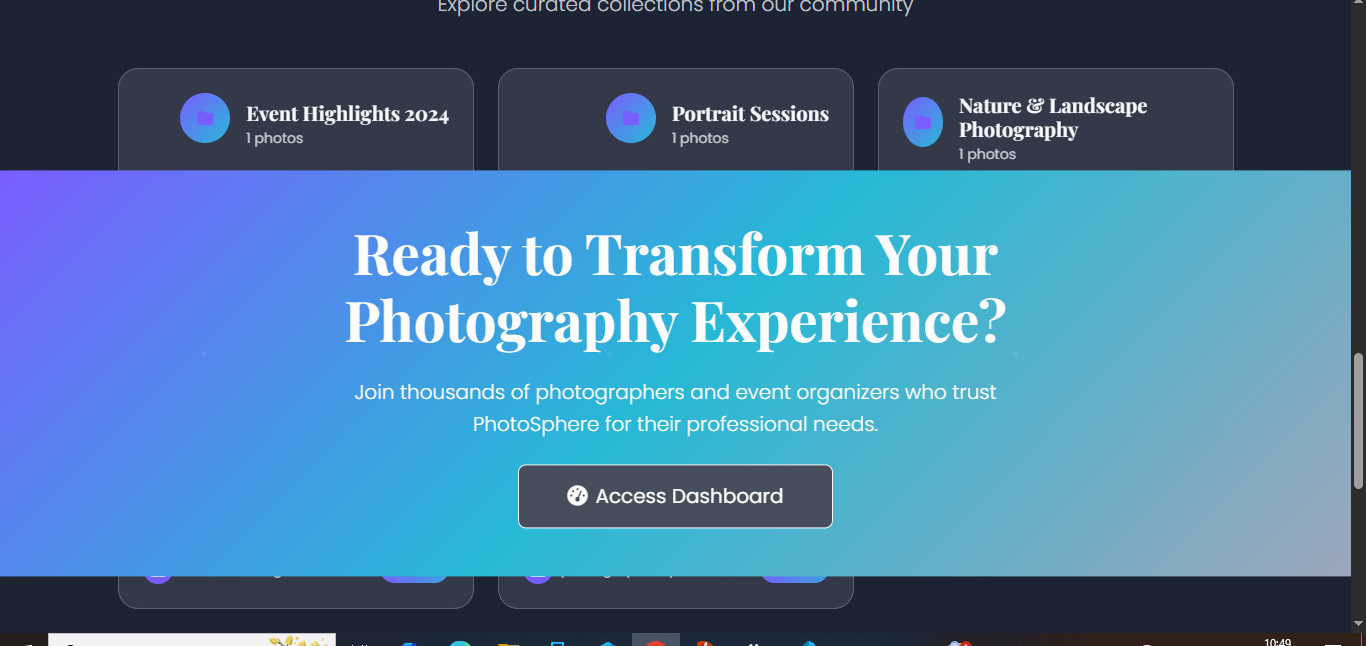 Explore curated collections from our community
Event Highlights 2024
1 photos
Portrait Sessions
1 photos
Nature & Landscape
Photography
1 photos
Ready to Transform Your
Photography Experience?
Join thousands of photographers and event organizers who trust
PhotoSphere for their professional needs.
Access Dashboard
10:49